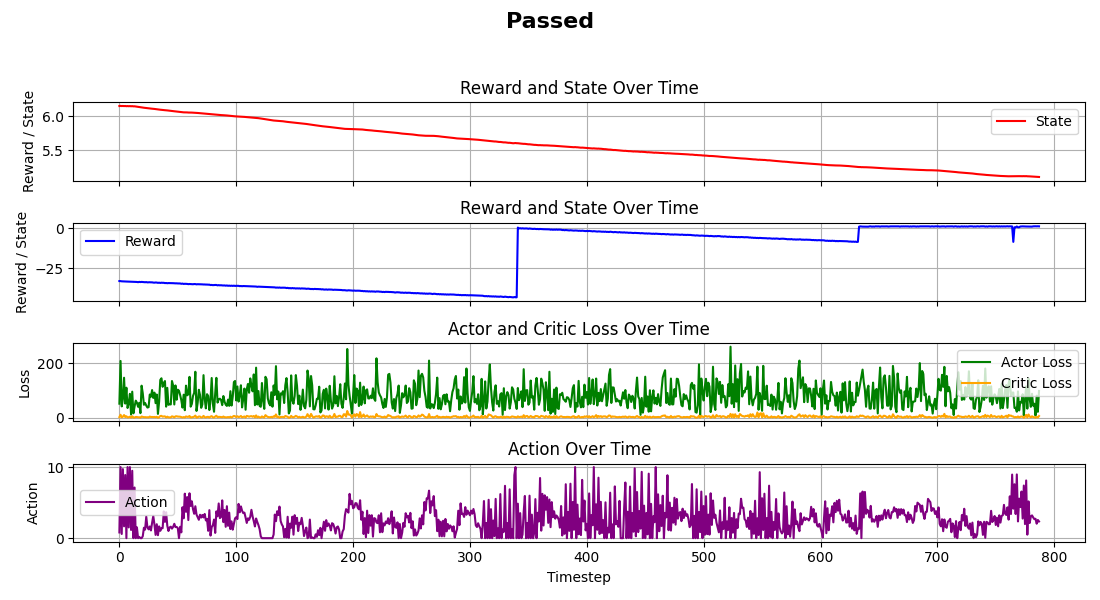 Passed
Reward and State Over Time
Reward / State
6.0
5.5
State
Reward and State Over Time
Reward / State
0
−25
Reward
Actor and Critic Loss Over Time
Loss
200
0
Actor Loss
Critic Loss
Action Over Time
Action
10
5
0
Action
0 100 200 300 400 500 600 700 800
Timestep